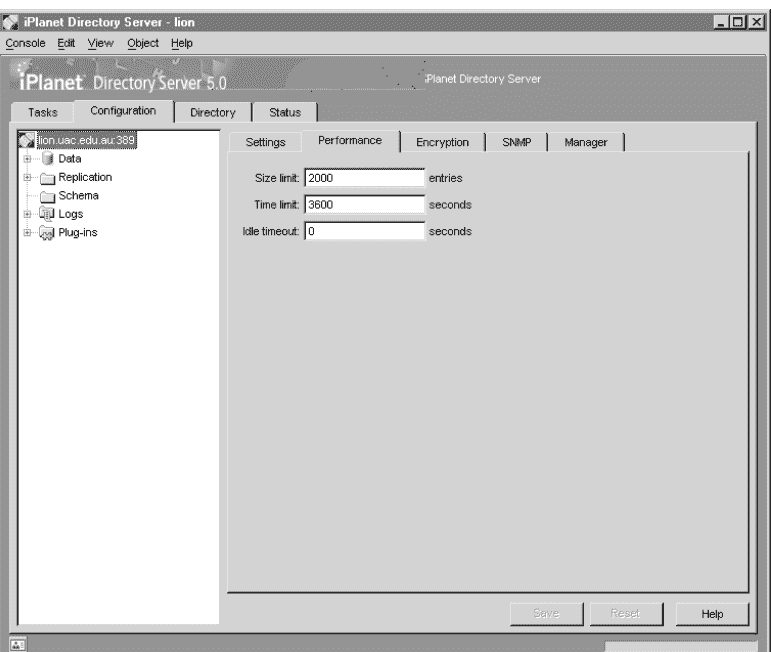 iPlanet Directory Server - lion
Console Edit View Object Help
iPlanet Directory Server 5.0
iPlanet Directory Server
Tasks Configuration Directory Status
lion.uac.edu.au:389
Data
Replication
Schema
Logs
Plug-ins
Settings Performance Encryption SNMP Manager
Size limit: 2000 entries
Time limit: 3600 seconds
Idle timeout: 0 seconds
Save Reset Help